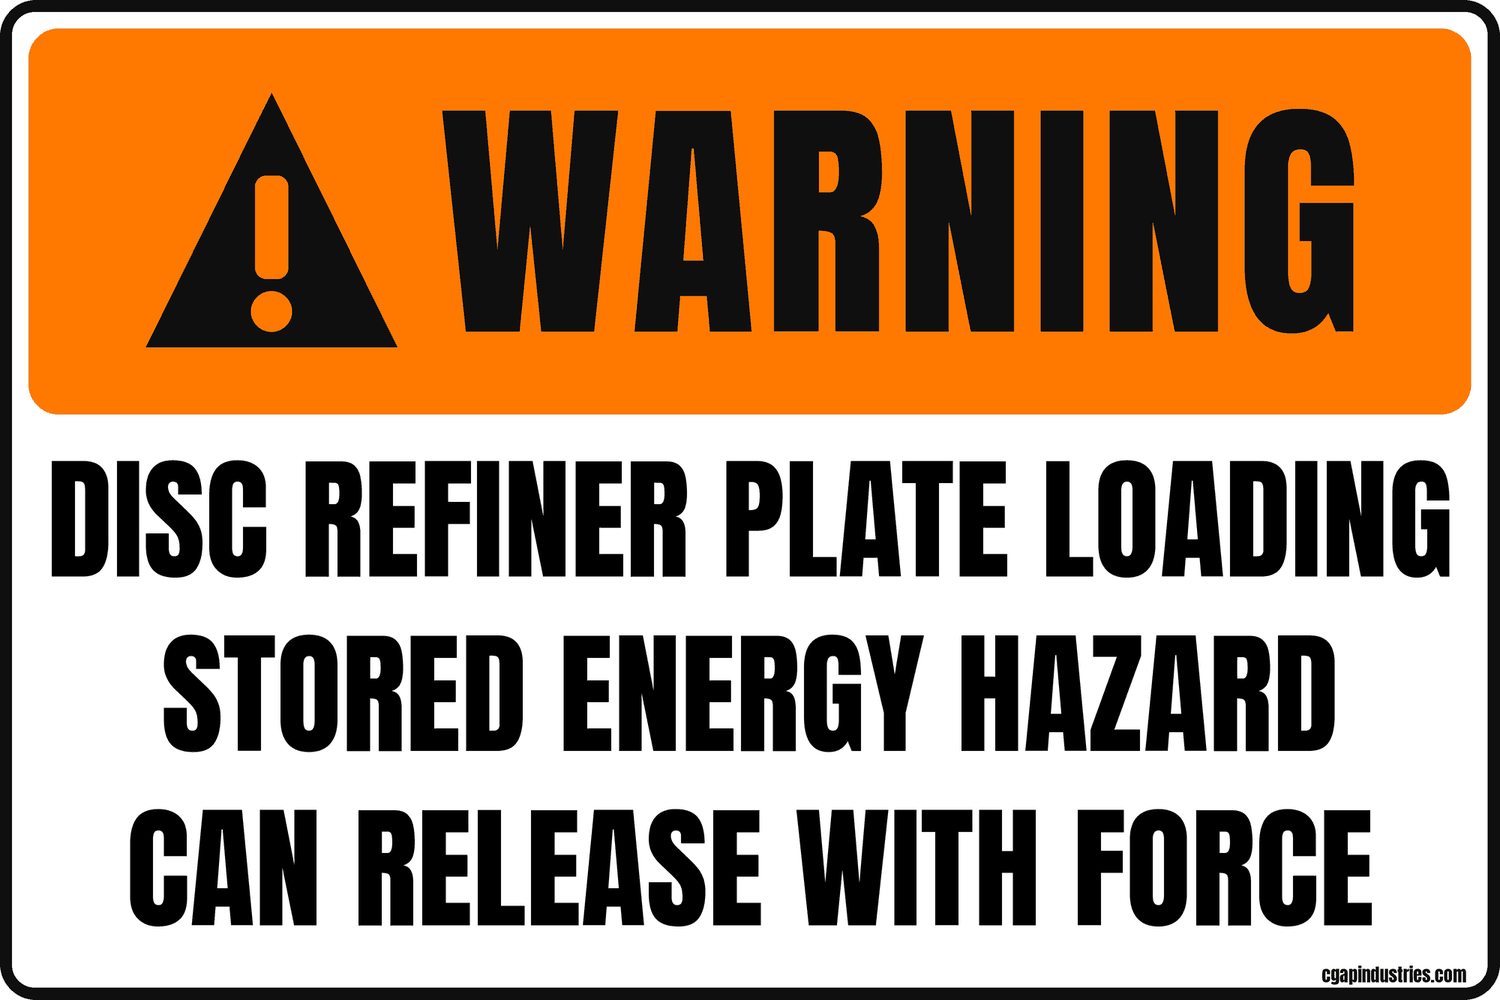 WARNING
DISC REFINER PLATE LOADING
STORED ENERGY HAZARD
CAN RELEASE WITH FORCE
cgapindustries.com